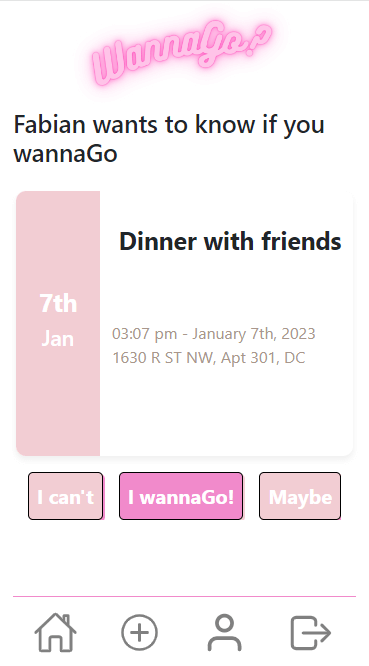 WannaGo?
Fabian wants to know if you
wannaGo
Dinner with friends
7th
Jan
03:07 pm - January 7th, 2023
1630 R ST NW, Apt 301, DC
I can't
I wannaGo!
Maybe